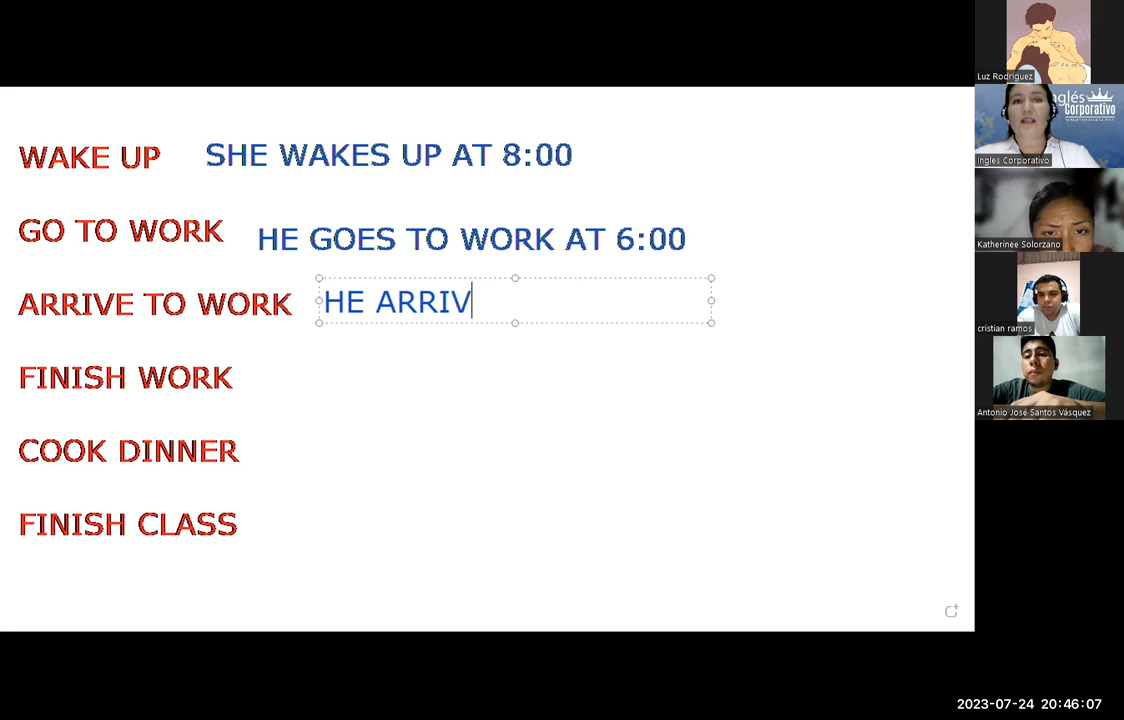 WAKE UP SHE WAKES UP AT 8:00
GO TO WORK HE GOES TO WORK AT 6:00
ARRIVE TO WORK HE ARRIV
FINISH WORK
COOK DINNER
FINISH CLASS
Luz Rodriguez
nglés
Corporativo
Ingles Corporativo
Katherinee Solorzano
cristian ramos
Antonio José Santos Vásquez
2023-07-24 20:46:07